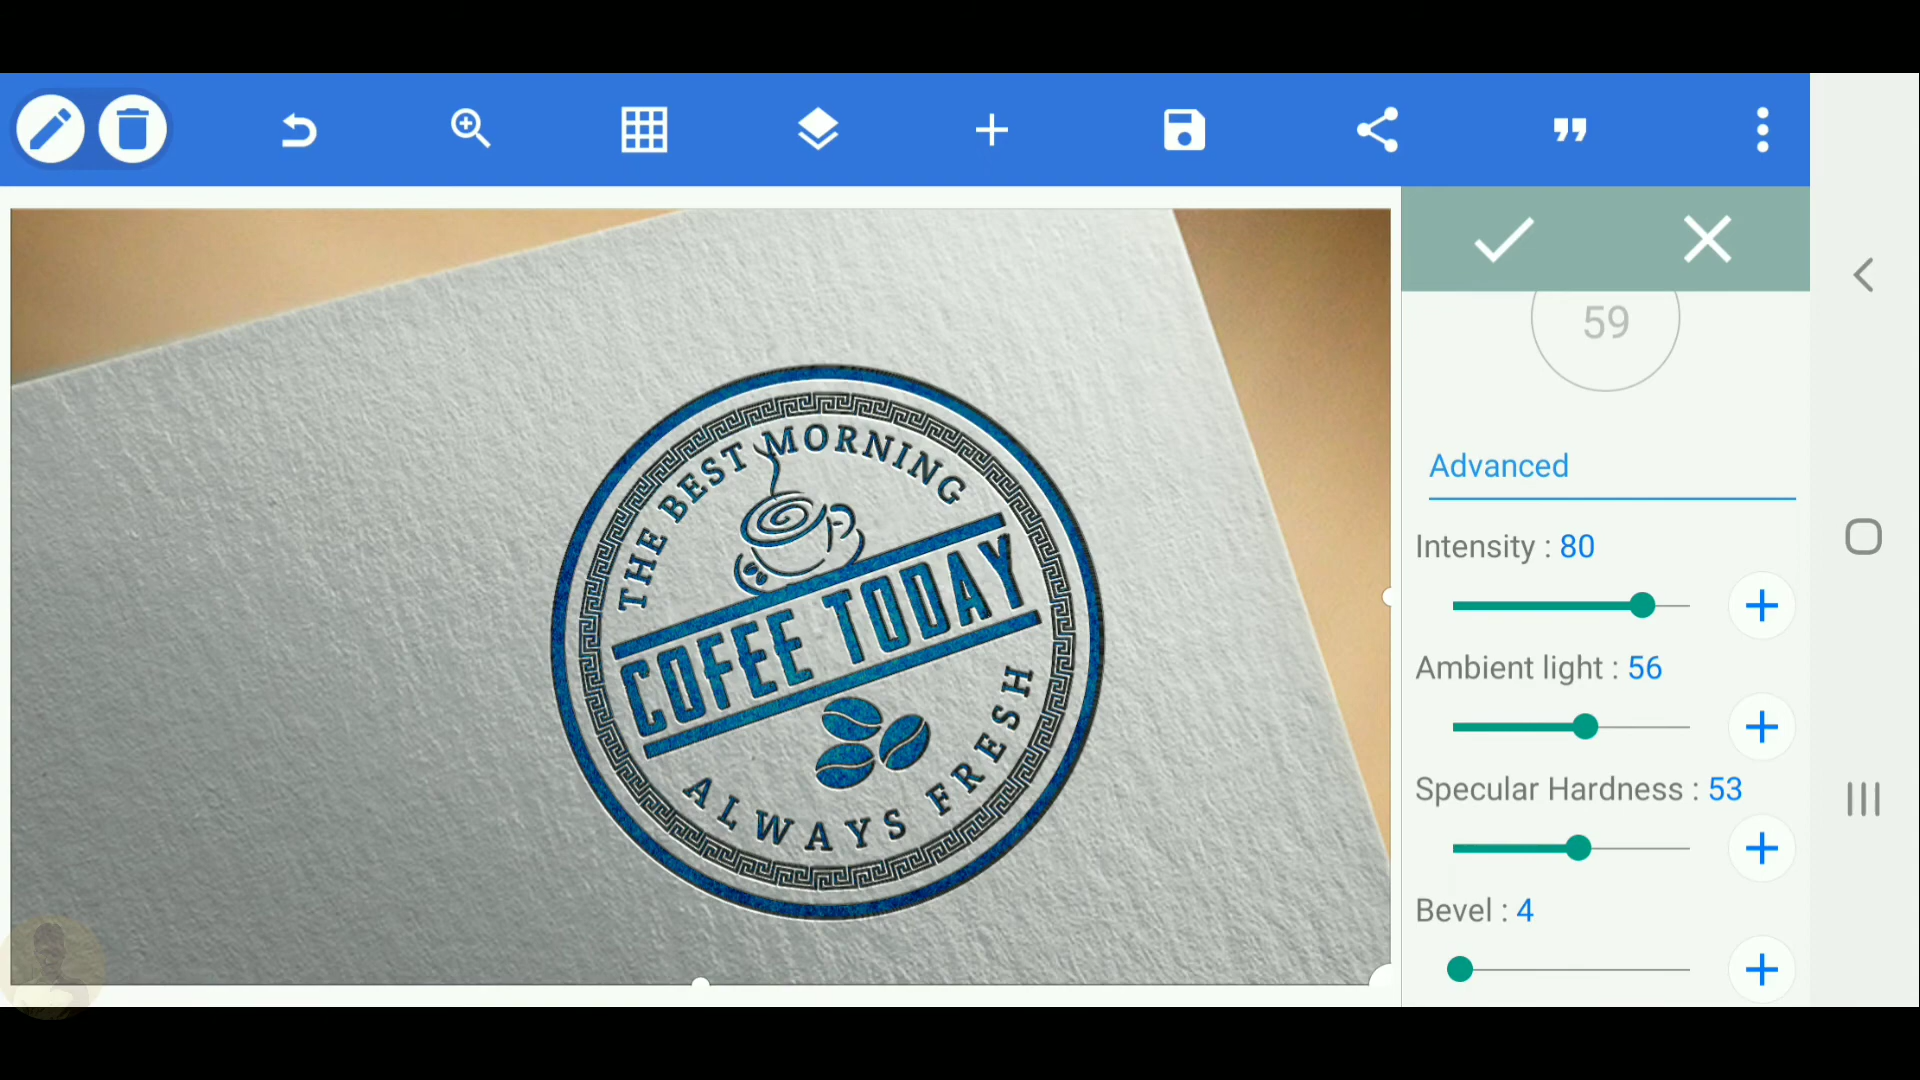 59
Advanced
Intensity : 80
Ambient light : 56
Specular Hardness : 53
Bevel : 4
THE BEST MORNING
COFEE TODAY
ALWAYS FRESH